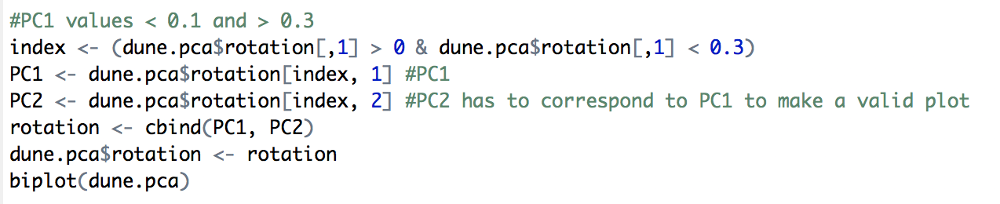 #PC1 values < 0.1 and > 0.3
index <- (dune.pca$rotation[,1] > 0 & dune.pca$rotation[,1] < 0.3)
PC1 <- dune.pca$rotation[index, 1] #PC1
PC2 <- dune.pca$rotation[index, 2] #PC2 has to correspond to PC1 to make a valid plot
rotation <- cbind(PC1, PC2)
dune.pca$rotation <- rotation
biplot(dune.pca)